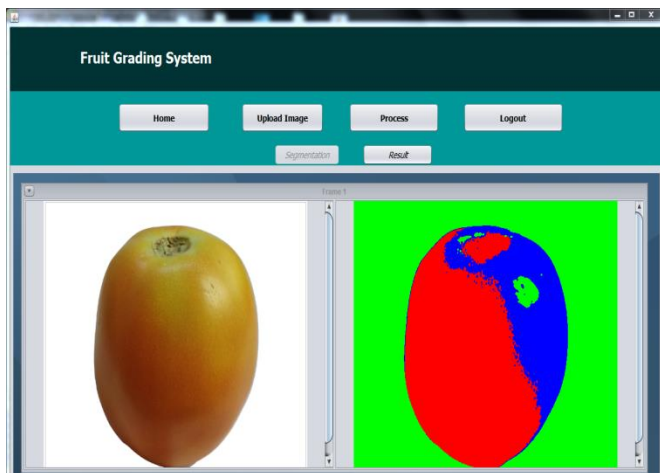 Fruit Grading System
Home Upload Image Process Logout
Segmentation Result
Frame 1